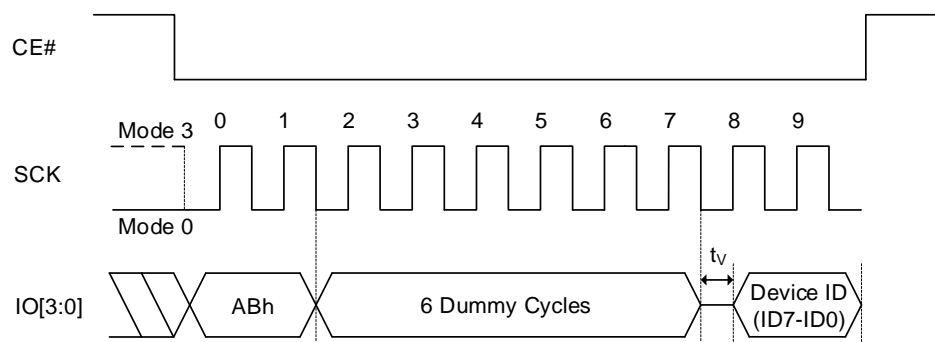 CE#
0 1 2 3 4 5 6 7 8 9
Mode 3
SCK
Mode 0
tV
IO[3:0]
ABh
6 Dummy Cycles
Device ID
(ID7-ID0)